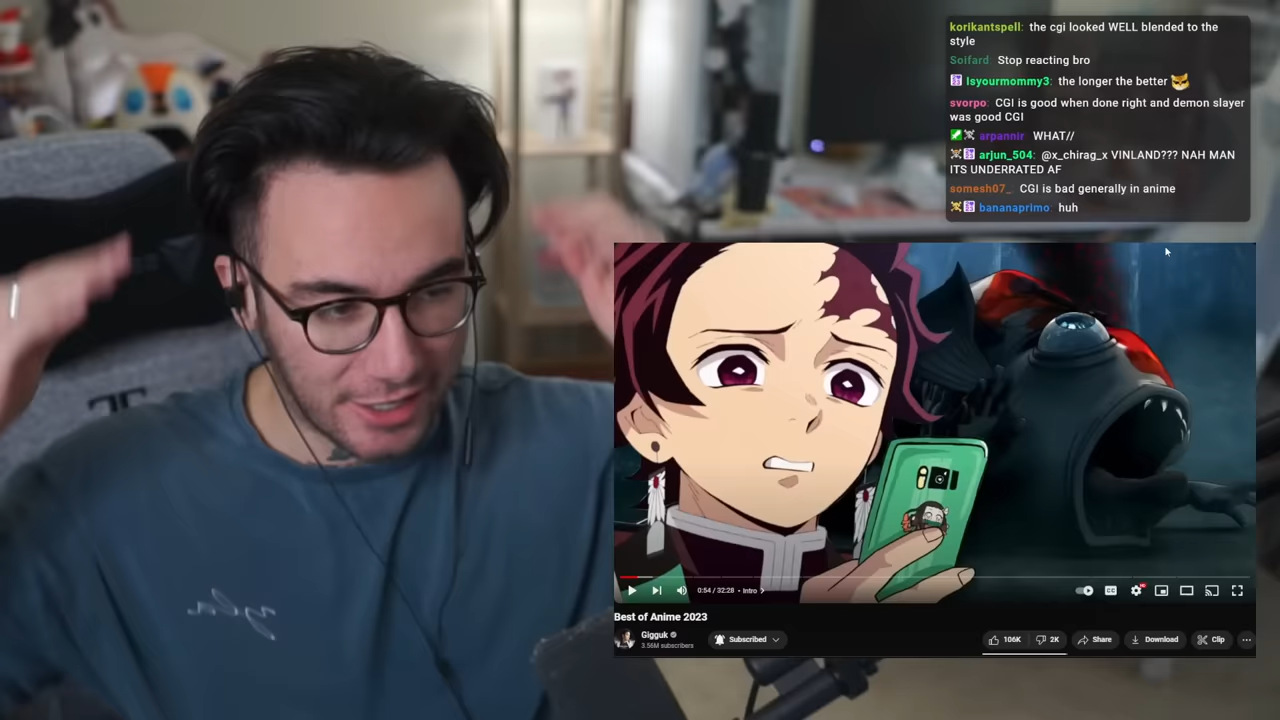 korikantspell: the cgi looked WELL blended to the
style
Solfard: Stop reacting bro
Isyourmommy3: the longer the better
svorpo: CGI is good when done right and demon slayer
was good CGI
arpannir WHAT//
arjun_504: @x_chirag_x VINLAND??? NAH MAN
ITS UNDERRATED AF
somesh07_ CGI is bad generally in anime
bananaprimo huh
0:54 / 32:28 • Intro
CC
Best of Anime 2023
Gigguk
3.56M subscribers
Subscribed
106K
2K
Share
Download
Clip